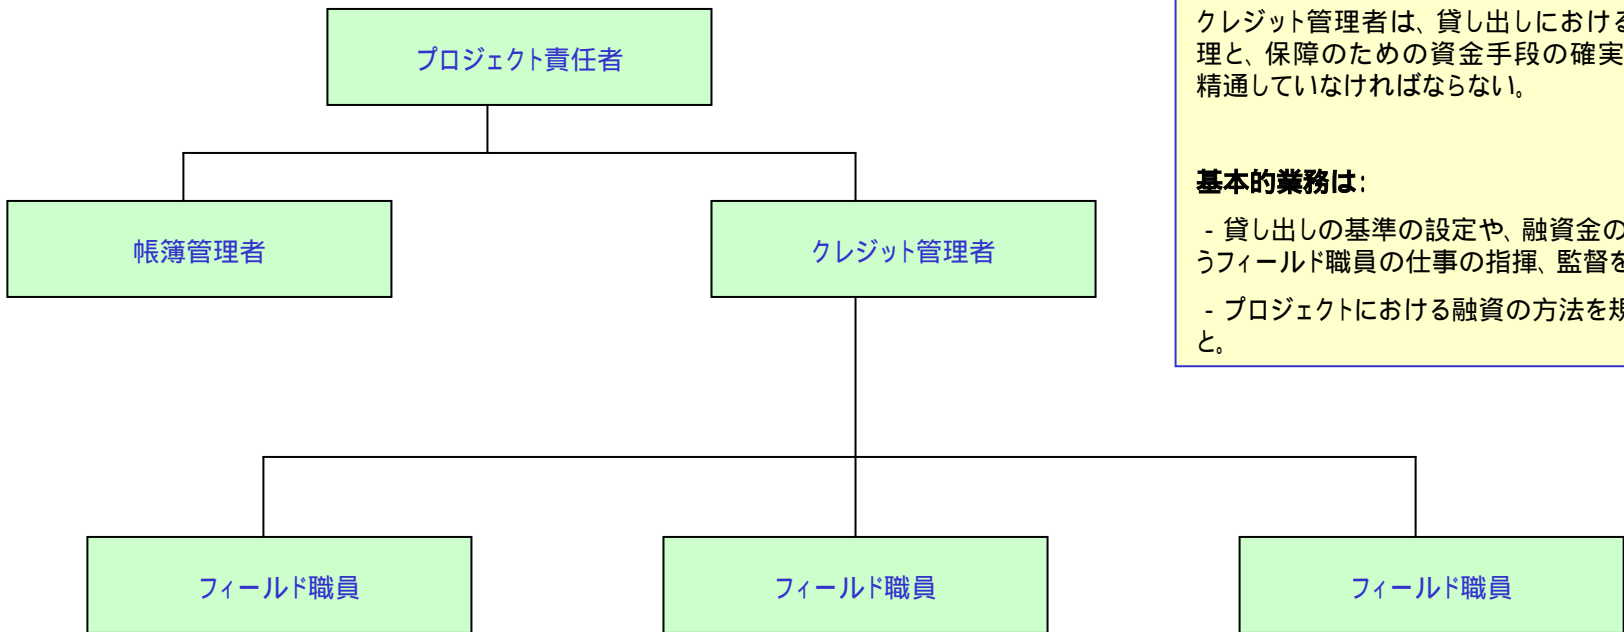 プロジェクト責任者
帳簿管理者
クレジット管理者
フィールド職員
フィールド職員
フィールド職員
クレジット管理者は、貸し出しにおける
理と、保障のための資金手段の確実
精通していなければならない。
基本的業務は:
- 貸し出しの基準の設定や、融資金の
うフィールド職員の仕事の指揮、監督を
- プロジェクトにおける融資の方法を規
と。